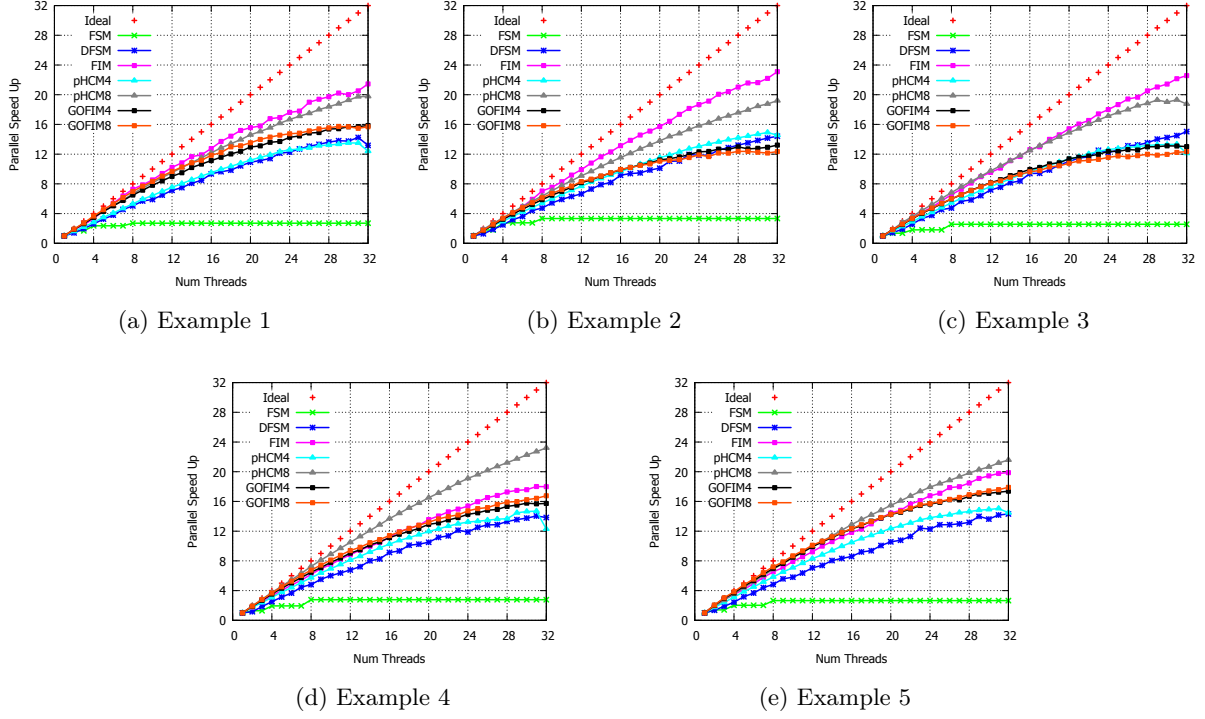 Parallel Speed Up
32
28
24
20
16
12
8
4
0
Ideal
FSM
DFSM
FIM
pHCM4
pHCM8
GOFIM4
GOFIM8
0 4 8 12 16 20 24 28 32
Num Threads
(a) Example 1
Parallel Speed Up
32
28
24
20
16
12
8
4
0
Ideal
FSM
DFSM
FIM
pHCM4
pHCM8
GOFIM4
GOFIM8
0 4 8 12 16 20 24 28 32
Num Threads
(b) Example 2
Parallel Speed Up
32
28
24
20
16
12
8
4
0
Ideal
FSM
DFSM
FIM
pHCM4
pHCM8
GOFIM4
GOFIM8
0 4 8 12 16 20 24 28 32
Num Threads
(c) Example 3
Parallel Speed Up
32
28
24
20
16
12
8
4
0
Ideal
FSM
DFSM
FIM
pHCM4
pHCM8
GOFIM4
GOFIM8
0 4 8 12 16 20 24 28 32
Num Threads
(d) Example 4
Parallel Speed Up
32
28
24
20
16
12
8
4
0
Ideal
FSM
DFSM
FIM
pHCM4
pHCM8
GOFIM4
GOFIM8
0 4 8 12 16 20 24 28 32
Num Threads
(e) Example 5